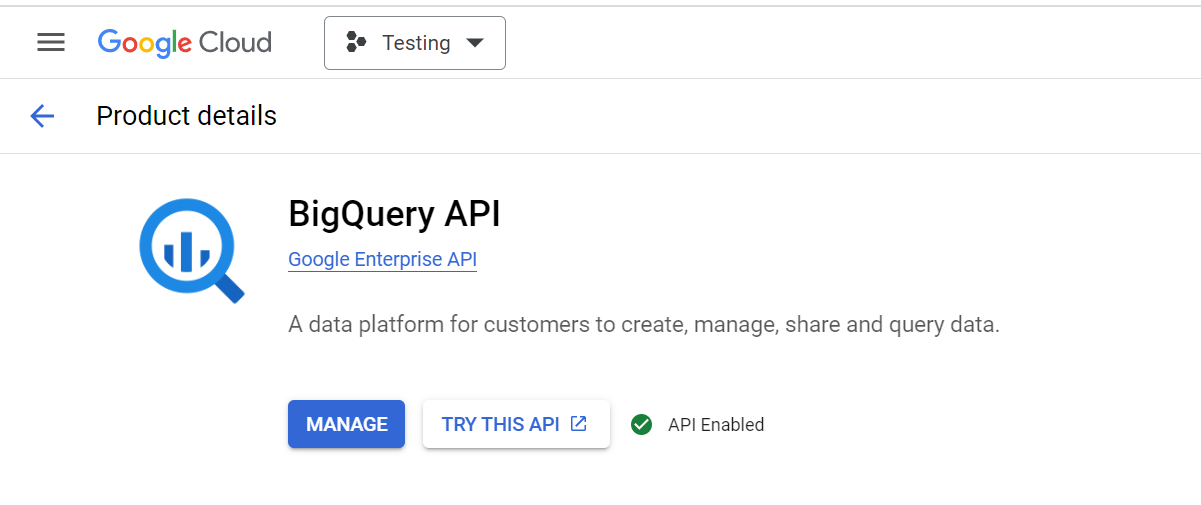 Google Cloud
Testing
Product details
BigQuery API
Google Enterprise API
A data platform for customers to create, manage, share and query data.
MANAGE
TRY THIS API
API Enabled